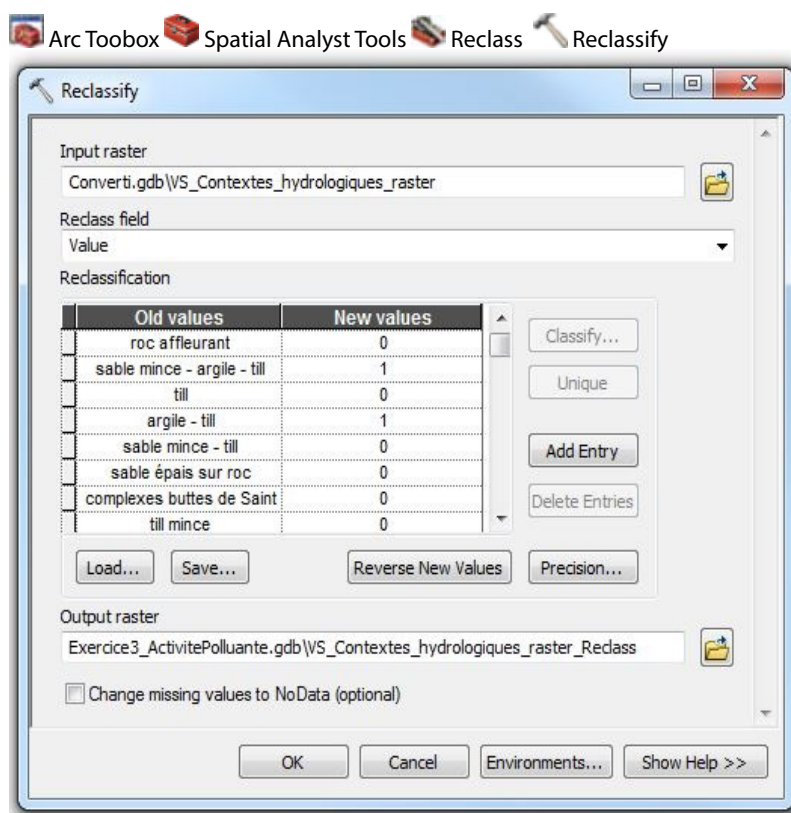 Arc Toobox Spatial Analyst Tools Reclass Reclassify
Reclassify
Input raster
Converti.gdb\VS_Contextes_hydrologiques_raster
Reclass field
Value
Reclassification
Old values New values
roc affleurant 0
sable mince - argile - till 1
till 0
argile - till 1
sable mince - till 0
sable épais sur roc 0
complexes buttes de Saint 0
till mince 0
Classify...
Unique
Add Entry
Delete Entries
Load... Save... Reverse New Values Precision...
Output raster
Exercice3_ActivitePolluante.gdb\VS_Contextes_hydrologiques_raster_Reclass
Change missing values to NoData (optional)
OK Cancel Environments... Show Help >>